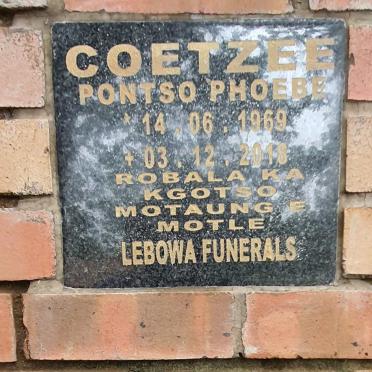 COETZEE
PONTSO PHOEBE
* 14 . 06 . 1969
+ 03 . 12 . 2018
ROBALA KA
KGOTSO
MOTAUNG E
MOTLE
LEBOWA FUNERALS